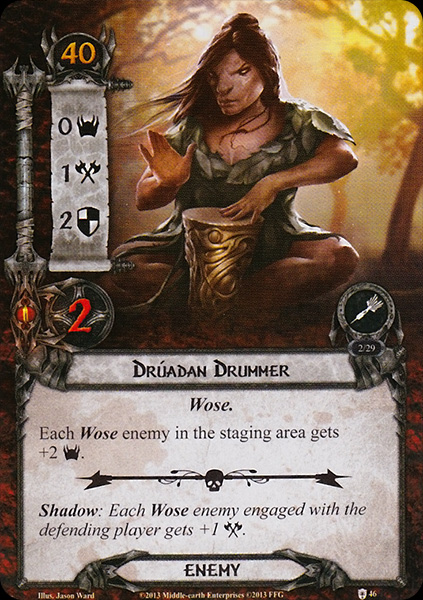 40
0
1
2
2
2/29
DRÚADAN DRUMMER
Wose.
Each Wose enemy in the staging area gets
+2
Shadow: Each Wose enemy engaged with the
defending player gets +1
ENEMY
Illus. Jason Ward ©2013 Middle-earth Enterprises ©2013 FFG 46